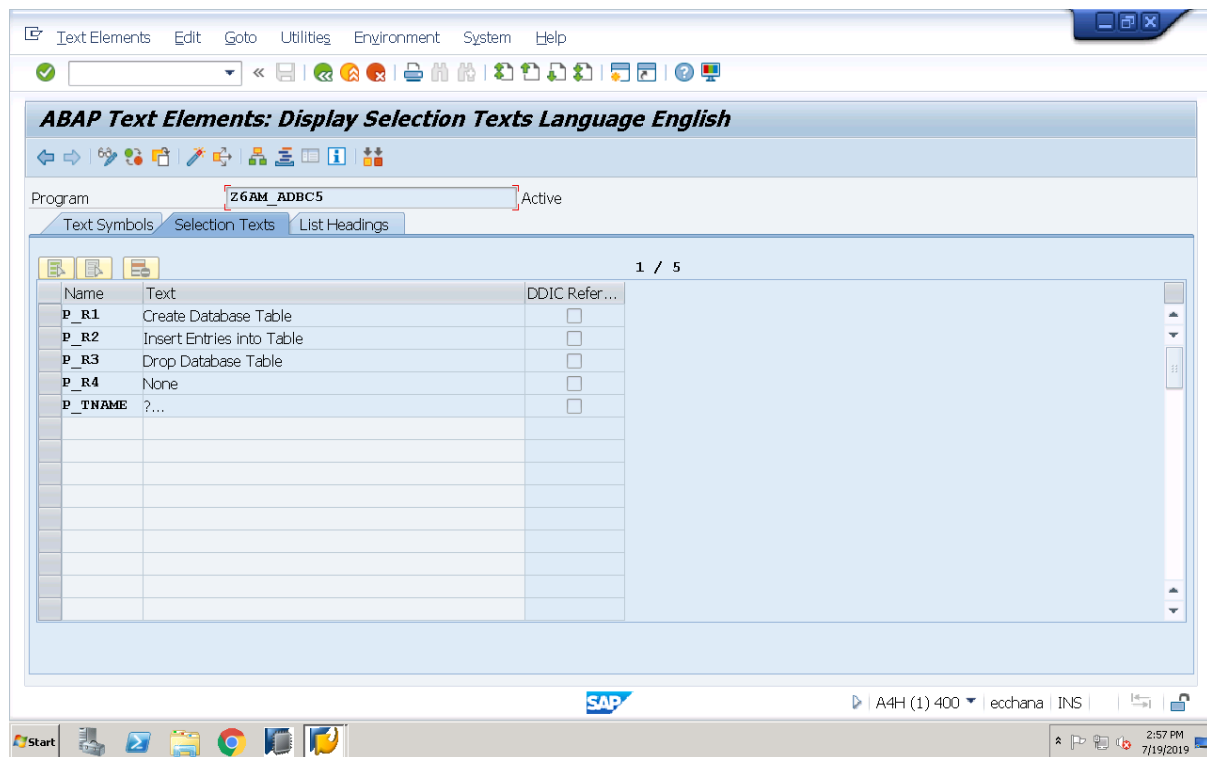 Text Elements Edit Goto Utilities Environment System Help
ABAP Text Elements: Display Selection Texts Language English
Program Z6AM_ADBC5 Active
Text Symbols Selection Texts List Headings
1 / 5
Name Text DDIC Refer...
P_R1 Create Database Table
P_R2 Insert Entries into Table
P_R3 Drop Database Table
P_R4 None
P_TNAME ?...
SAP A4H (1) 400 ecchana INS
Start 2:57 PM
7/19/2019